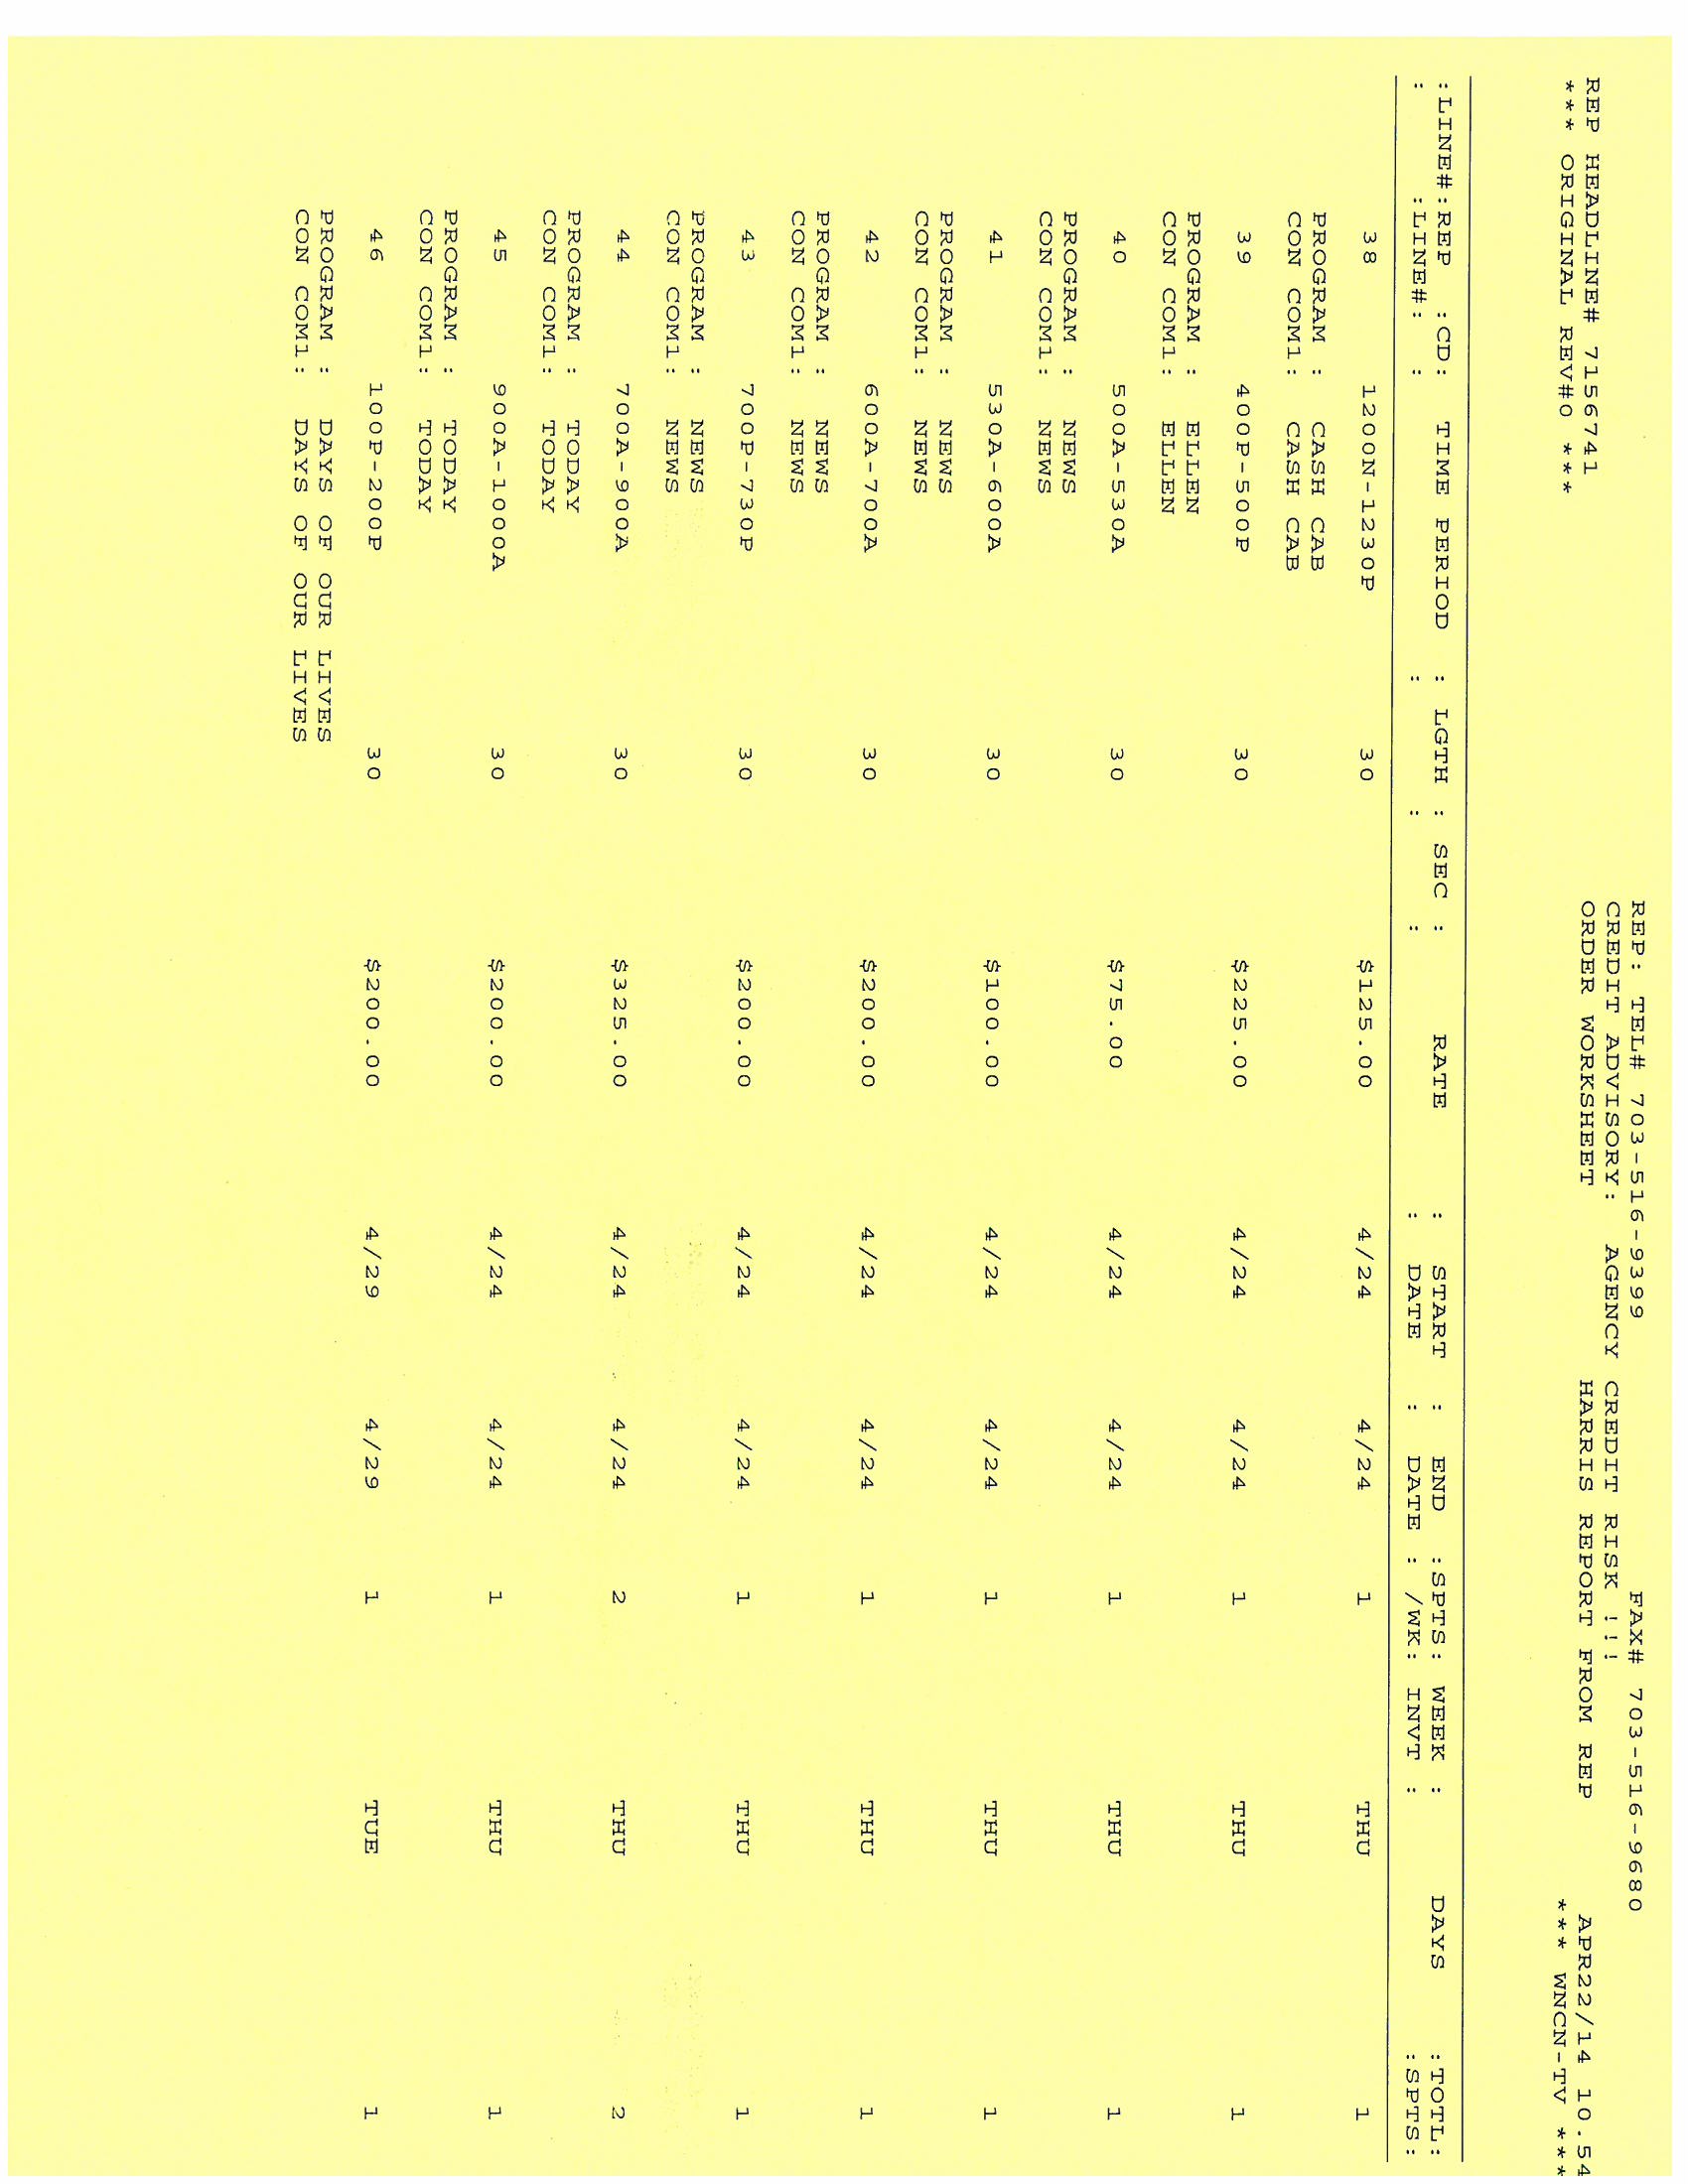 REP: TEL# 703-516-9399 FAX# 703-516-9680
CREDIT ADVISORY: AGENCY CREDIT RISK !!!
REP HEADLINE# 7156741 ORDER WORKSHEET HARRIS REPORT FROM REP APR22/14 10.54
*** ORIGINAL REV#0 *** *** WNCN-TV ***
:LINE#:REP :CD: TIME PERIOD : LGTH : SEC : RATE : START : END :SPTS: WEEK : DAYS :TOTL:
: :LINE#: : : : : DATE : DATE : /WK: INVT : :SPTS:
38 1200N-1230P 30 $125.00 4/24 4/24 1 THU 1
PROGRAM : CASH CAB
CON COM1: CASH CAB
39 400P-500P 30 $225.00 4/24 4/24 1 THU 1
PROGRAM : ELLEN
CON COM1: ELLEN
40 500A-530A 30 $75.00 4/24 4/24 1 THU 1
PROGRAM : NEWS
CON COM1: NEWS
41 530A-600A 30 $100.00 4/24 4/24 1 THU 1
PROGRAM : NEWS
CON COM1: NEWS
42 600A-700A 30 $200.00 4/24 4/24 1 THU 1
PROGRAM : NEWS
CON COM1: NEWS
43 700P-730P 30 $200.00 4/24 4/24 1 THU 1
PROGRAM : NEWS
CON COM1: NEWS
44 700A-900A 30 $325.00 4/24 4/24 2 THU 2
PROGRAM : TODAY
CON COM1: TODAY
45 900A-1000A 30 $200.00 4/24 4/24 1 THU 1
PROGRAM : TODAY
CON COM1: TODAY
46 100P-200P 30 $200.00 4/29 4/29 1 TUE 1
PROGRAM : DAYS OF OUR LIVES
CON COM1: DAYS OF OUR LIVES